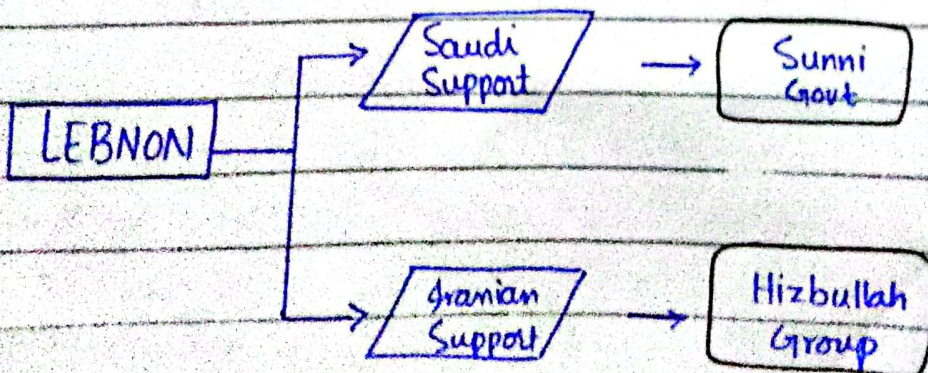 LEBNON
Saudi
Support
Sunni
Govt
Iranian
Support
Hizbullah
Group